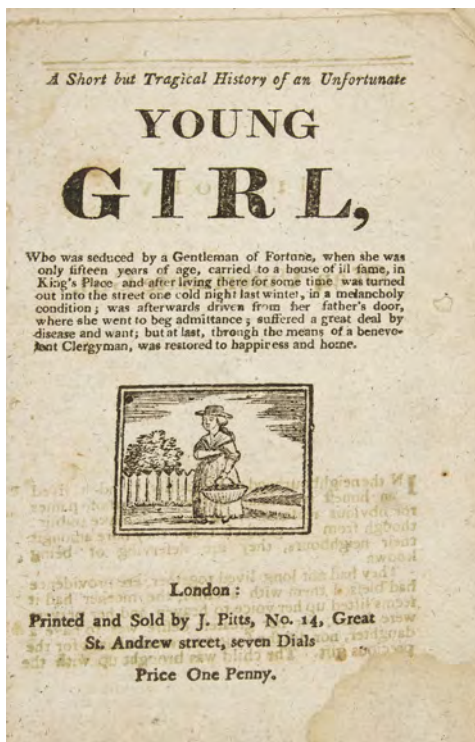 A Short but Tragical History of an Unfortunate
YOUNG
GIRL,
Who was seduced by a Gentleman of Fortune, when she was
only fifteen years of age, carried to a house of ill fame, in
King's Place and after living there for some time was turned
out into the street one cold night last winter, in a melancholy
condition; was afterwards driven from her father's door,
where she went to beg admittance; suffered a great deal by
disease and want; but at last, through the means of a benevo-
lent Clergyman, was restored to happiness and home.
London:
Printed and Sold by J. Pitts, No. 14, Great
St. Andrew street, seven Dials
Price One Penny.